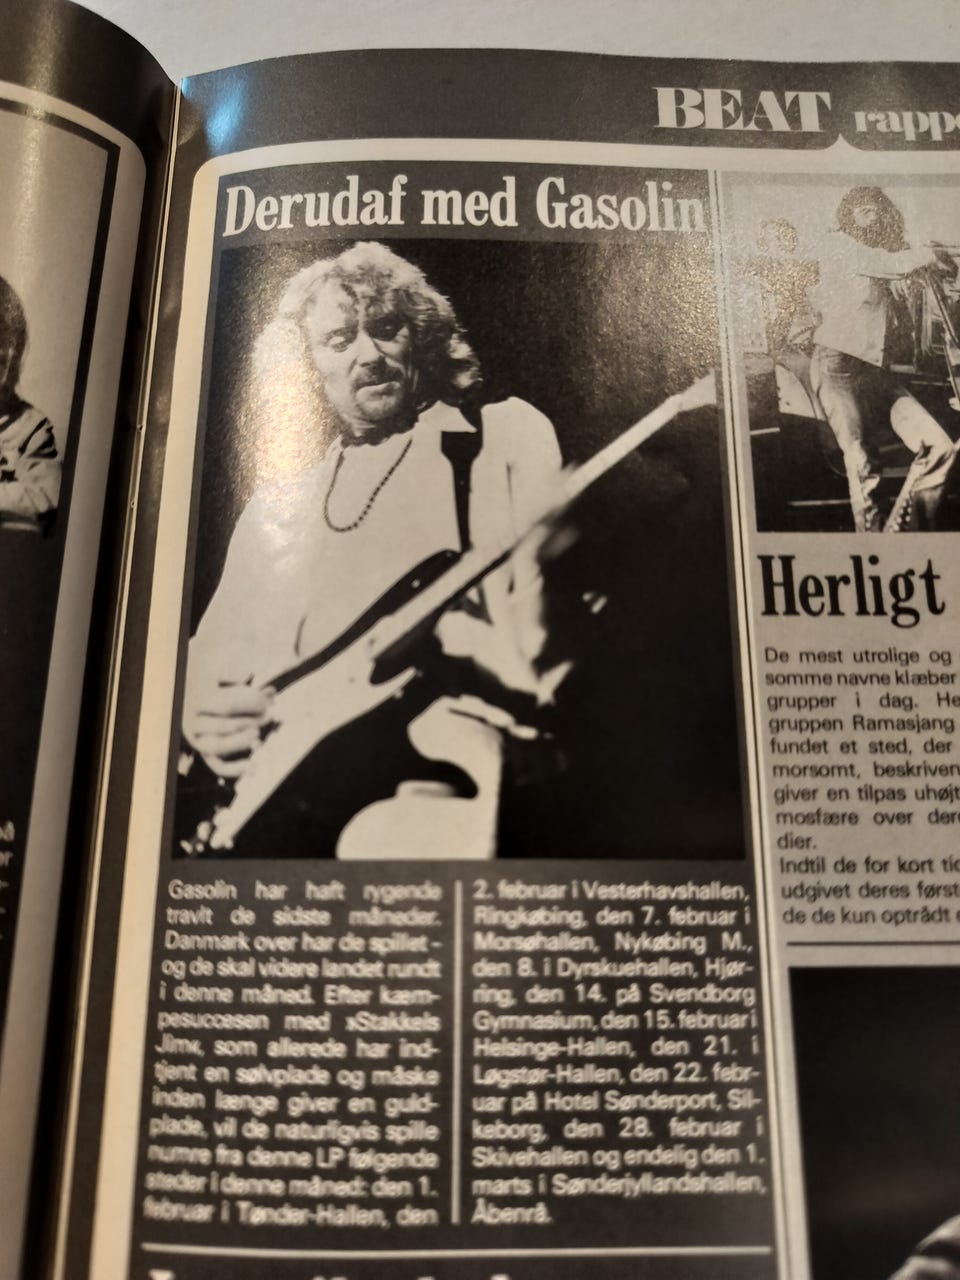 BEAT
Derudaf med Gasolin
Gasolin har haft rygende
travlt de sidste måneder.
Danmark over har de spillet -
og de skal videre landet rundt
i denne måned. Efter kæm-
pesuccesen med »Stakkels
Jim«, som allerede har ind-
tjent en sølvplade og måske
inden længe giver en guld-
plade, vil de naturligvis spille
numre fra denne LP følgende
steder i denne måned: den 1.
februar i Tønder-Hallen, den
2. februar i Vesterhavshallen,
Ringkøbing, den 7. februar i
Morsøhallen, Nykøbing M.,
den 8. i Dyrskuehallen, Hjør-
ring, den 14. på Svendborg
Gymnasium, den 15. februar i
Helsinge-Hallen, den 21. i
Løgstør-Hallen, den 22. febr-
uar på Hotel Sønderport, Sil-
keborg, den 28. februar i
Skivehallen og endelig den 1.
marts i Sønderjyllandshallen,
Åbenrå.
Herligt
De mest utrolige og
somme navne klæber
grupper i dag. He
gruppen Ramasjang
fundet et sted, der
morsomt, beskriven
giver en tilpas uhøjt
mosfære over der
dier.
Indtil de for kort tid
udgivet deres først
de de kun optrådt